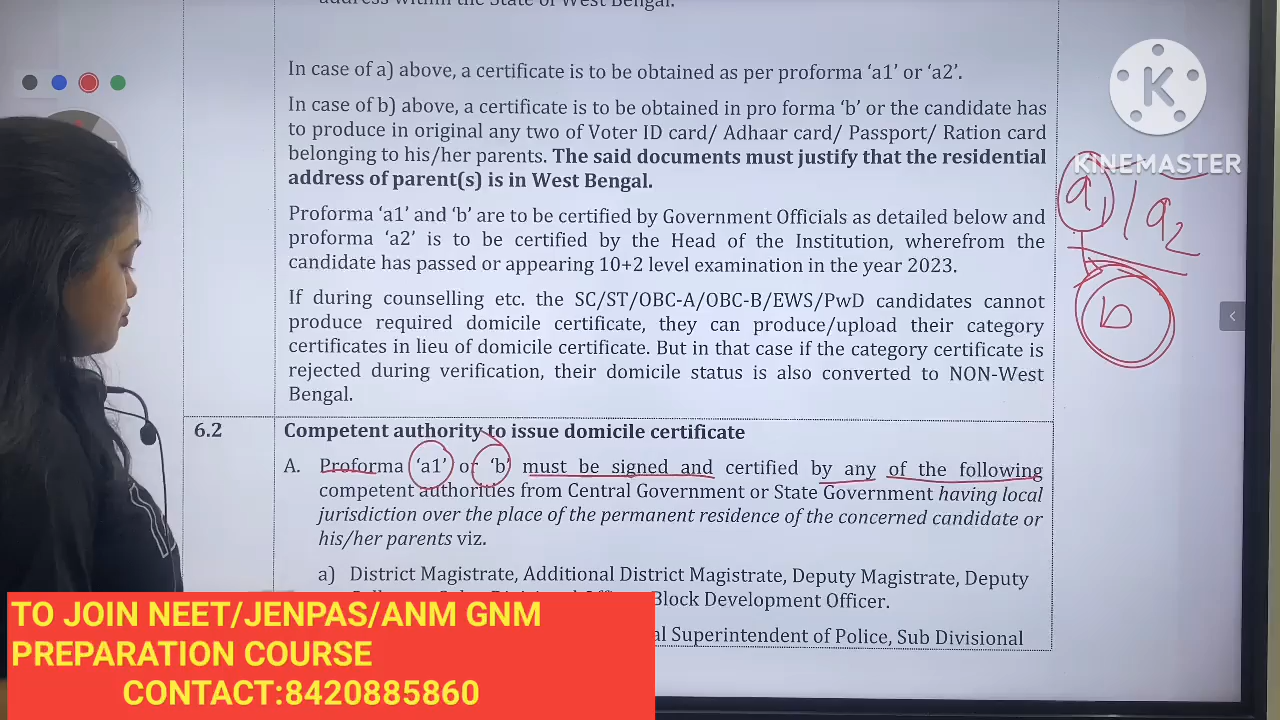 address within the State of West Bengal.
In case of a) above, a certificate is to be obtained as per proforma ‘a1’ or ‘a2’.
In case of b) above, a certificate is to be obtained in pro forma ‘b’ or the candidate has
to produce in original any two of Voter ID card/ Adhaar card/ Passport/ Ration card
belonging to his/her parents. The said documents must justify that the residential
address of parent(s) is in West Bengal.
Proforma ‘a1’ and ‘b’ are to be certified by Government Officials as detailed below and
proforma ‘a2’ is to be certified by the Head of the Institution, wherefrom the
candidate has passed or appearing 10+2 level examination in the year 2023.
If during counselling etc. the SC/ST/OBC-A/OBC-B/EWS/PwD candidates cannot
produce required domicile certificate, they can produce/upload their category
certificates in lieu of domicile certificate. But in that case if the category certificate is
rejected during verification, their domicile status is also converted to NON-West
Bengal.
6.2 Competent authority to issue domicile certificate
A. Proforma ‘a1’ or ‘b’ must be signed and certified by any of the following
competent authorities from Central Government or State Government having local
jurisdiction over the place of the permanent residence of the concerned candidate or
his/her parents viz.
a) District Magistrate, Additional District Magistrate, Deputy Magistrate, Deputy
Block Development Officer.
Superintendent of Police, Sub Divisional
K
KINEMASTER
a1 / a2
b
TO JOIN NEET/JENPAS/ANM GNM
PREPARATION COURSE
CONTACT:8420885860